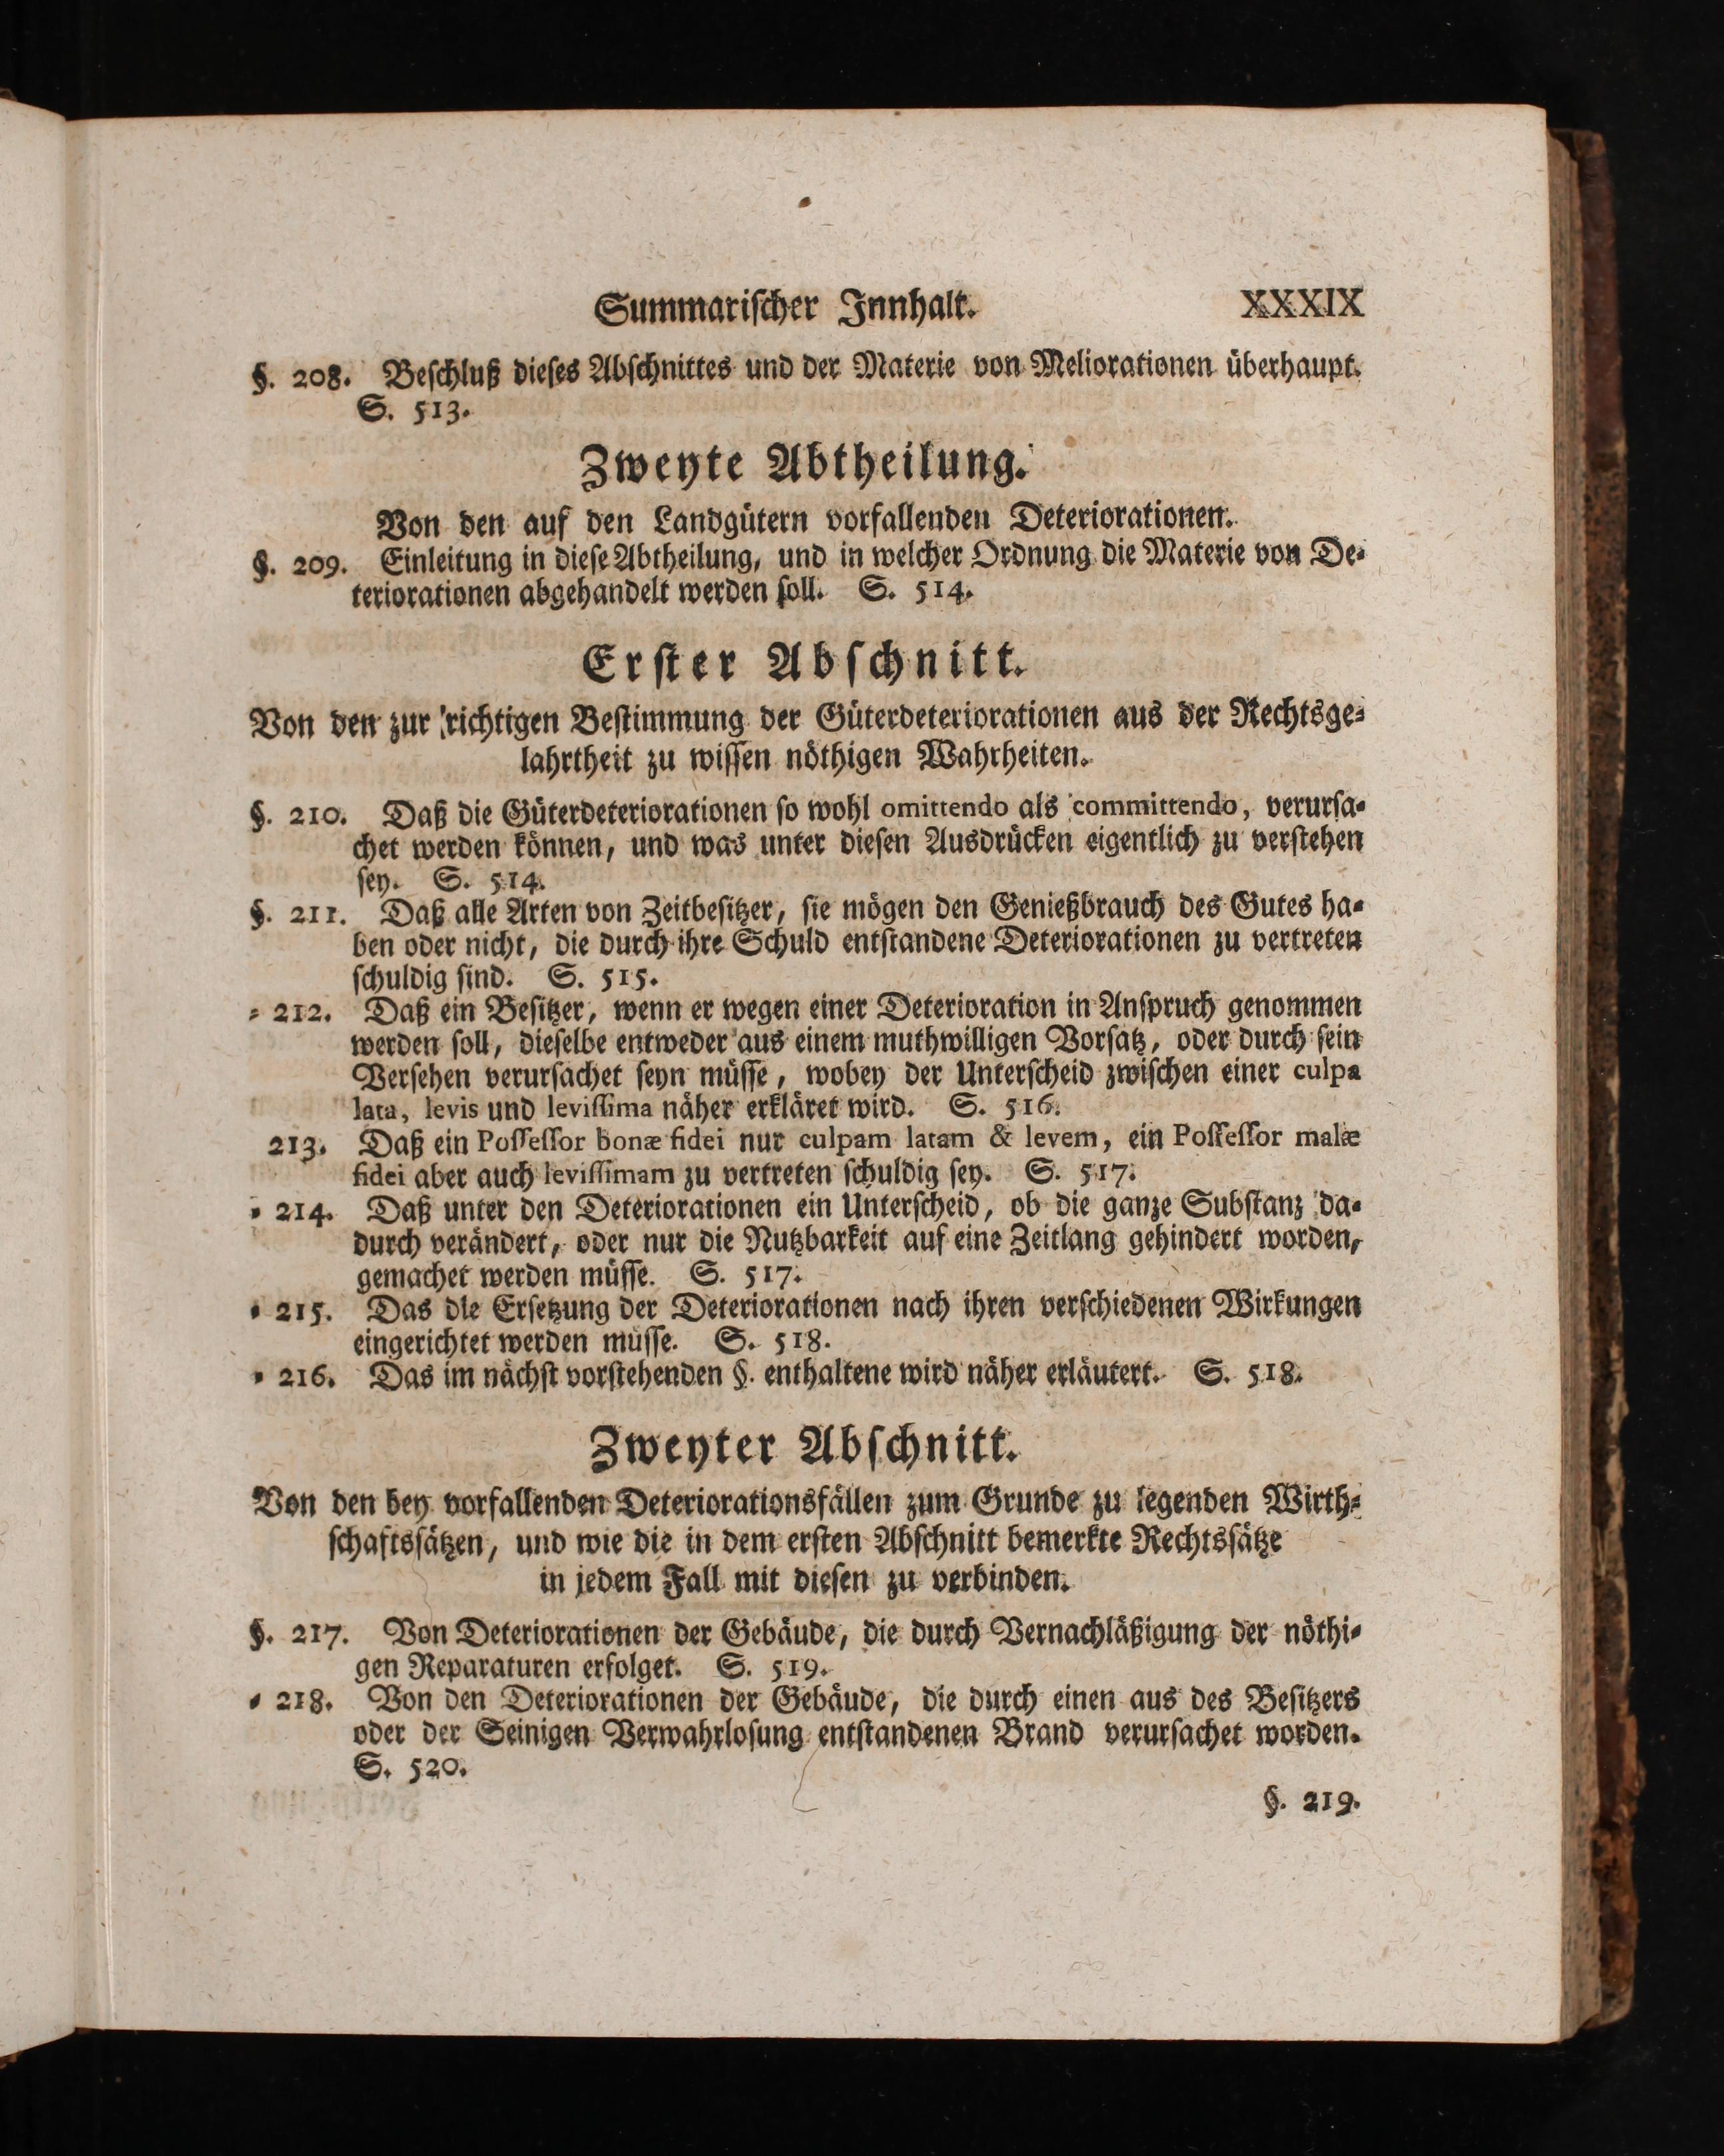 Summarischer Innhalt. XXXIX
§. 208. Beschluß dieses Abschnittes und der Materie von Meliorationen überhaupt.
S. 513.
Zweyte Abtheilung.
Von den auf den Landgütern vorfallenden Deteriorationen.
§. 209. Einleitung in diese Abtheilung, und in welcher Ordnung die Materie von De-
teriorationen abgehandelt werden soll. S. 514.
Erster Abschnitt.
Von den zur richtigen Bestimmung der Güterdeteriorationen aus der Rechtsge-
lahrtheit zu wissen nöthigen Wahrheiten.
§. 210. Daß die Güterdeteriorationen so wohl omittendo als committendo, verursa-
chet werden können, und was unter diesen Ausdrücken eigentlich zu verstehen
sey. S. 514.
§. 211. Daß alle Arten von Zeitbesitzer, sie mögen den Genießbrauch des Gutes ha-
ben oder nicht, die durch ihre Schuld entstandene Deteriorationen zu vertreten
schuldig sind. S. 515.
= 212. Daß ein Besitzer, wenn er wegen einer Deterioration in Anspruch genommen
werden soll, dieselbe entweder aus einem muthwilligen Vorsatz, oder durch sein
Versehen verursachet seyn müsse, wobey der Unterscheid zwischen einer culpa
lata, levis und levissima näher erkläret wird. S. 516.
213. Daß ein Possessor bonæ fidei nur culpam latam & levem, ein Possessor malæ
fidei aber auch levissimam zu vertreten schuldig sey. S. 517.
= 214. Daß unter den Deteriorationen ein Unterscheid, ob die ganze Substanz da-
durch verändert, oder nur die Nutzbarkeit auf eine Zeitlang gehindert worden,
gemachet werden müsse. S. 517.
= 215. Das die Ersetzung der Deteriorationen nach ihren verschiedenen Wirkungen
eingerichtet werden müsse. S. 518.
= 216. Das im nächst vorstehenden §. enthaltene wird näher erläutert. S. 518.
Zweyter Abschnitt.
Von den bey vorfallenden Deteriorationsfällen zum Grunde zu legenden Wirth-
schaftssätzen, und wie die in dem ersten Abschnitt bemerkte Rechtssätze
in jedem Fall mit diesen zu verbinden.
§. 217. Von Deteriorationen der Gebäude, die durch Vernachläßigung der nöthi-
gen Reparaturen erfolget. S. 519.
= 218. Von den Deteriorationen der Gebäude, die durch einen aus des Besitzers
oder der Seinigen Verwahrlosung entstandenen Brand verursachet worden.
S. 520.
§. 219.